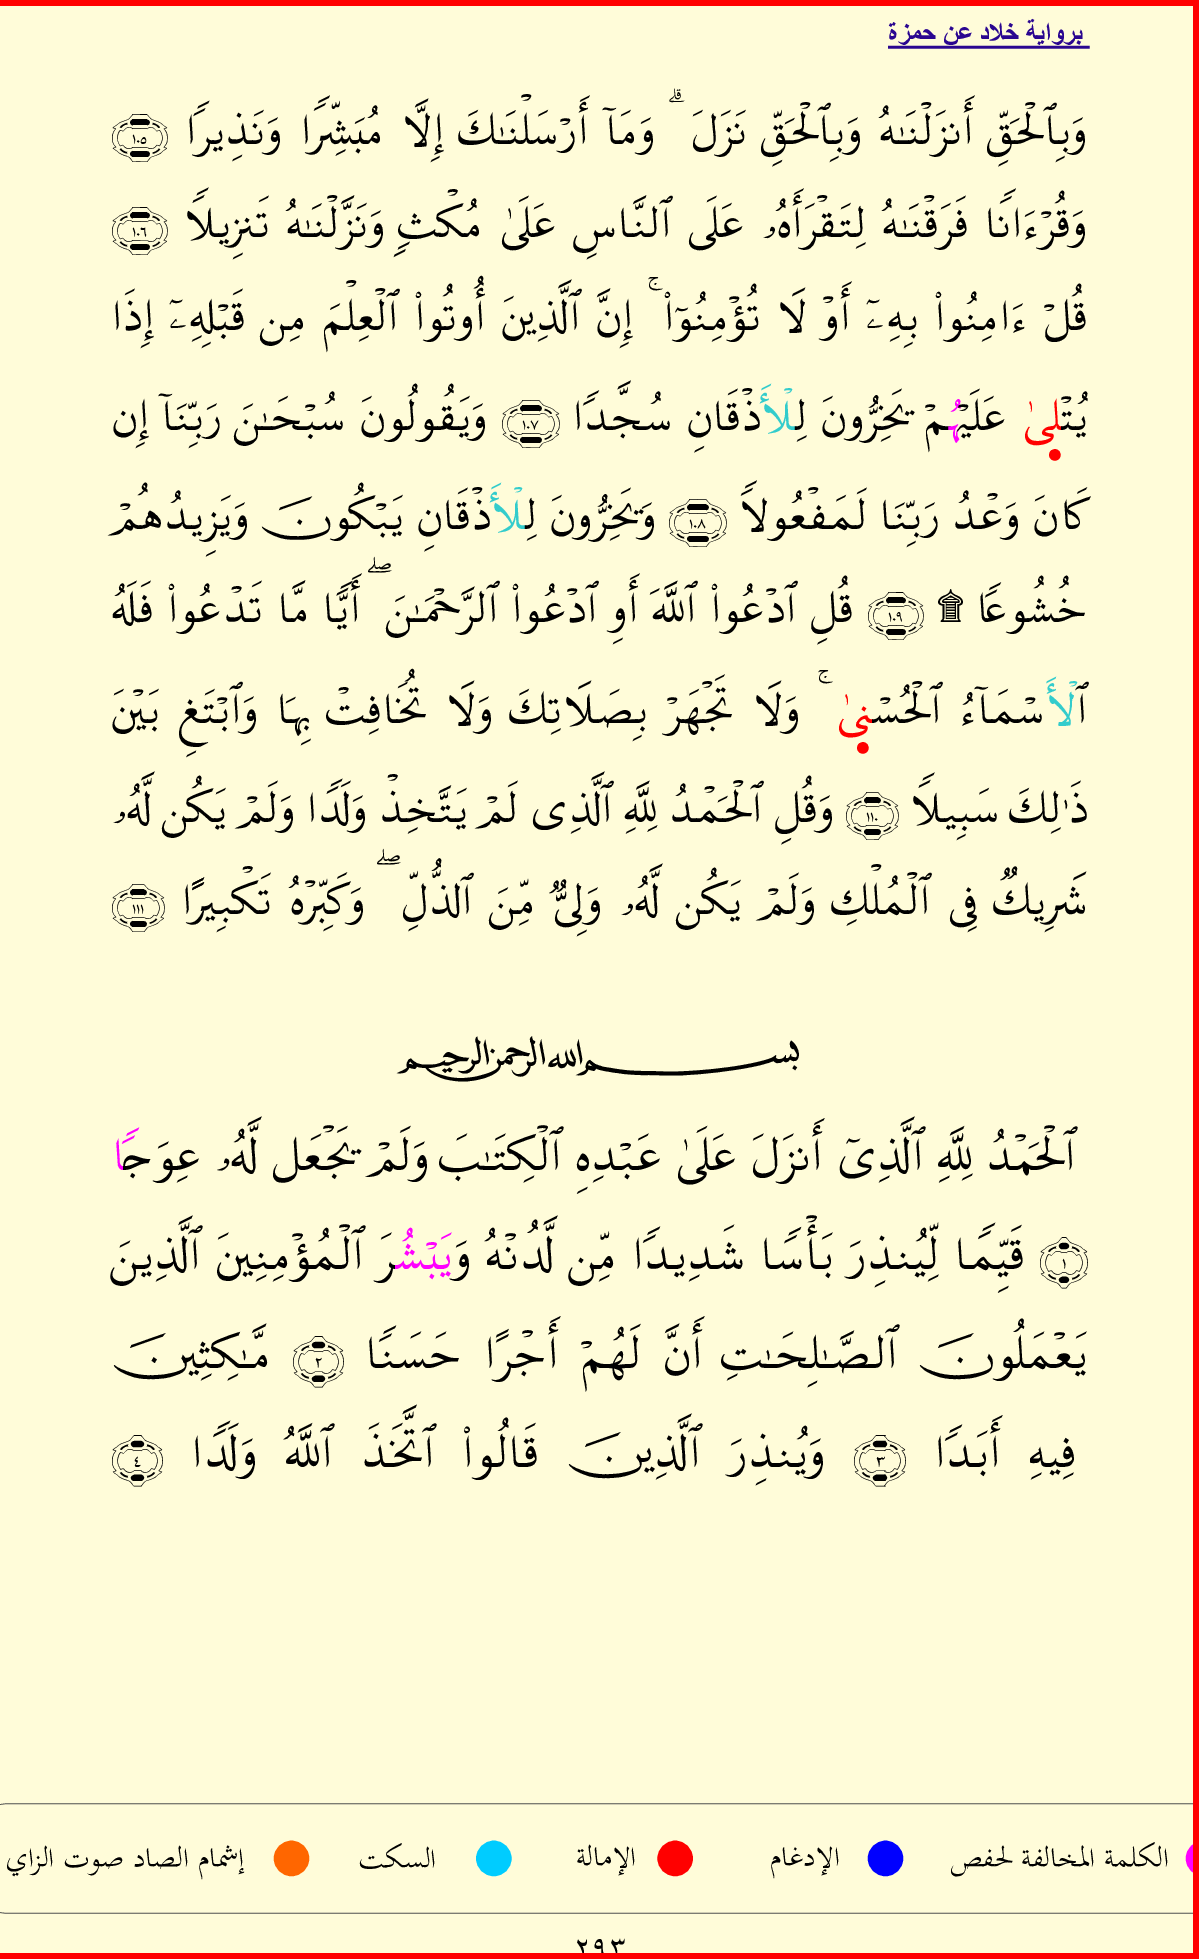 برواية خلاد عن حمزة
وَبِٱلْحَقِّ أَنزَلْنَـٰهُ وَبِٱلْحَقِّ نَزَلَ ۗ وَمَآ أَرْسَلْنَـٰكَ إِلَّا مُبَشِّرًا وَنَذِيرًا ١٠٥
وَقُرْءَانًا فَرَقْنَـٰهُ لِتَقْرَأَهُۥ عَلَى ٱلنَّاسِ عَلَىٰ مُكْثٍ وَنَزَّلْنَـٰهُ تَنزِيلاً ١٠٦
قُلْ ءَامِنُوا۟ بِهِۦٓ أَوْ لَا تُؤْمِنُوٓا۟ ۚ إِنَّ ٱلَّذِينَ أُوتُوا۟ ٱلْعِلْمَ مِن قَبْلِهِۦٓ إِذَا
يُتْلِىٰ عَلَيْهُمْ يَخِرُّونَ لِلْأَذْقَانِ سُجَّدًا ١٠٧ وَيَقُولُونَ سُبْحَـٰنَ رَبِّنَآ إِن
كَانَ وَعْدُ رَبِّنَا لَمَفْعُولاً ١٠٨ وَيَخِرُّونَ لِلْأَذْقَانِ يَبْكُونَ وَيَزِيدُهُمْ
خُشُوعًا ۩ ١٠٩ قُلِ ٱدْعُوا۟ ٱللَّهَ أَوِ ٱدْعُوا۟ ٱلرَّحْمَـٰنَ ۖ أَيًّا مَّا تَدْعُوا۟ فَلَهُ
ٱلْأَسْمَآءُ ٱلْحُسْنِىٰ ۚ وَلَا تَجْهَرْ بِصَلَاتِكَ وَلَا تُخَافِتْ بِهَا وَٱبْتَغِ بَيْنَ
ذَٰلِكَ سَبِيلاً ١١٠ وَقُلِ ٱلْحَمْدُ لِلَّهِ ٱلَّذِى لَمْ يَتَّخِذْ وَلَدًا وَلَمْ يَكُن لَّهُۥ
شَرِيكٌ فِى ٱلْمُلْكِ وَلَمْ يَكُن لَّهُۥ وَلِىٌّ مِّنَ ٱلذُّلِّ ۖ وَكَبِّرْهُ تَكْبِيرًا ١١١
بسم الله الرحمن الرحيم
ٱلْحَمْدُ لِلَّهِ ٱلَّذِىٓ أَنزَلَ عَلَىٰ عَبْدِهِ ٱلْكِتَـٰبَ وَلَمْ يَجْعَل لَّهُۥ عِوَجًا
١ قَيِّمًا لِّيُنذِرَ بَأْسًا شَدِيدًا مِّن لَّدُنْهُ وَيَبْشُرَ ٱلْمُؤْمِنِينَ ٱلَّذِينَ
يَعْمَلُونَ ٱلصَّـٰلِحَـٰتِ أَنَّ لَهُمْ أَجْرًا حَسَنًا ٢ مَّـٰكِثِينَ
فِيهِ أَبَدًا ٣ وَيُنذِرَ ٱلَّذِينَ قَالُوا۟ ٱتَّخَذَ ٱللَّهُ وَلَدًا ٤
الكلمة المخالفة لحفص الإدغام الإمالة السكت إشمام الصاد صوت الزاي
٢٩٣